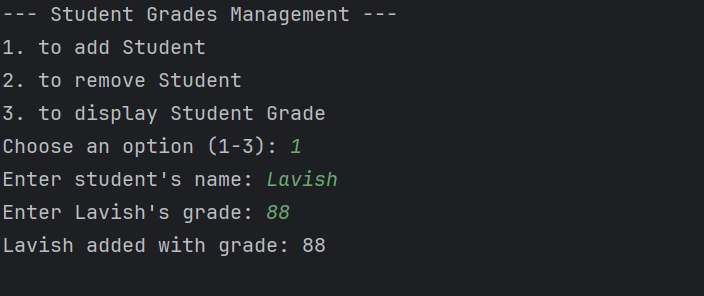 --- Student Grades Management ---
1. to add Student
2. to remove Student
3. to display Student Grade
Choose an option (1-3): 1
Enter student's name: Lavish
Enter Lavish's grade: 88
Lavish added with grade: 88